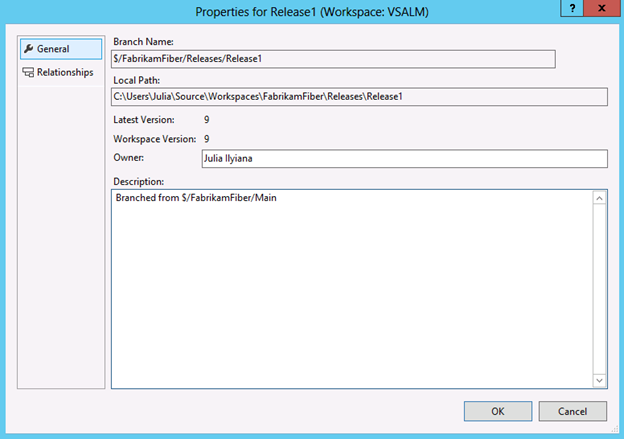 Properties for Release1 (Workspace: VSALM)
? x
General
Relationships
Branch Name:
$/FabrikamFiber/Releases/Release1
Local Path:
C:\Users\Julia\Source\Workspaces\FabrikamFiber\Releases\Release1
Latest Version: 9
Workspace Version: 9
Owner: Julia Ilyiana
Description:
Branched from $/FabrikamFiber/Main
OK Cancel